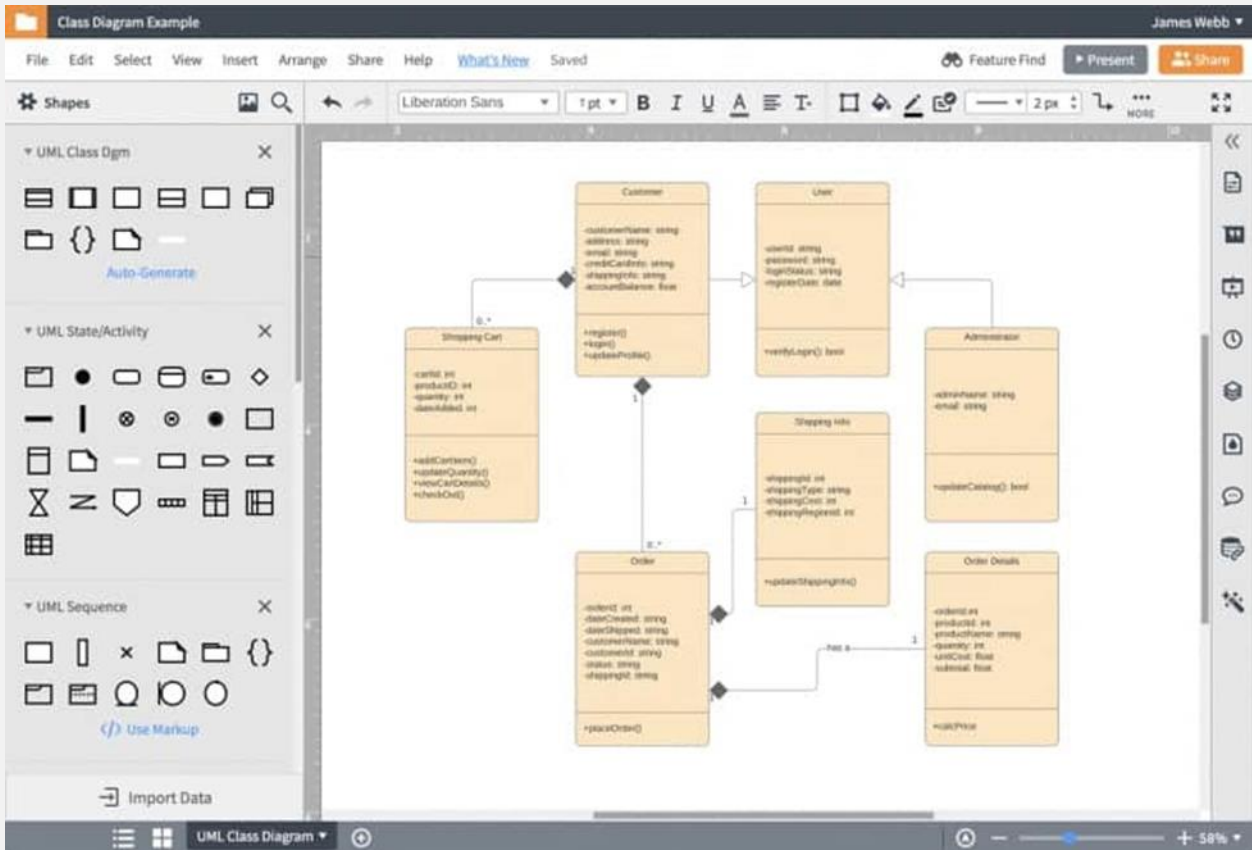 Class Diagram Example
James Webb
File Edit Select View Insert Arrange Share Help What's New Saved
Feature Find
Present
Share
Shapes
Liberation Sans
1 pt
B I U A T
2 px
MORE
UML Class Dgm
Auto-Generate
UML State/Activity
UML Sequence
Use Markup
Import Data
UML Class Diagram
58%
Customer
-customerName: string
-address: string
-email: string
-creditCardInfo: string
-shippingInfo: string
-accountBalance: float
+register()
+login()
+updateProfile()
User
-userId: string
-password: string
-loginStatus: string
-registerDate: date
+verifyLogin(): bool
0..*
Shopping Cart
-cartId: int
-productID: int
-quantity: int
-dateAdded: int
+addCartItem()
+updateQuantity()
+viewCartDetails()
+checkOut()
Administrator
-adminName: string
-email: string
+updateCatalog(): bool
1
Shipping Info
-shippingId: int
-shippingType: string
-shippingCost: int
-shippingRegionId: int
+updateShippingInfo()
1
0..*
Order
-orderId: int
-dateCreated: string
-dateShipped: string
-customerName: string
-customerId: string
-status: string
-shippingId: string
+placeOrder()
has a
1
Order Details
-orderId:int
-productId: int
-productName: string
-quantity: int
-unitCost: float
-subtotal: float
+calcPrice